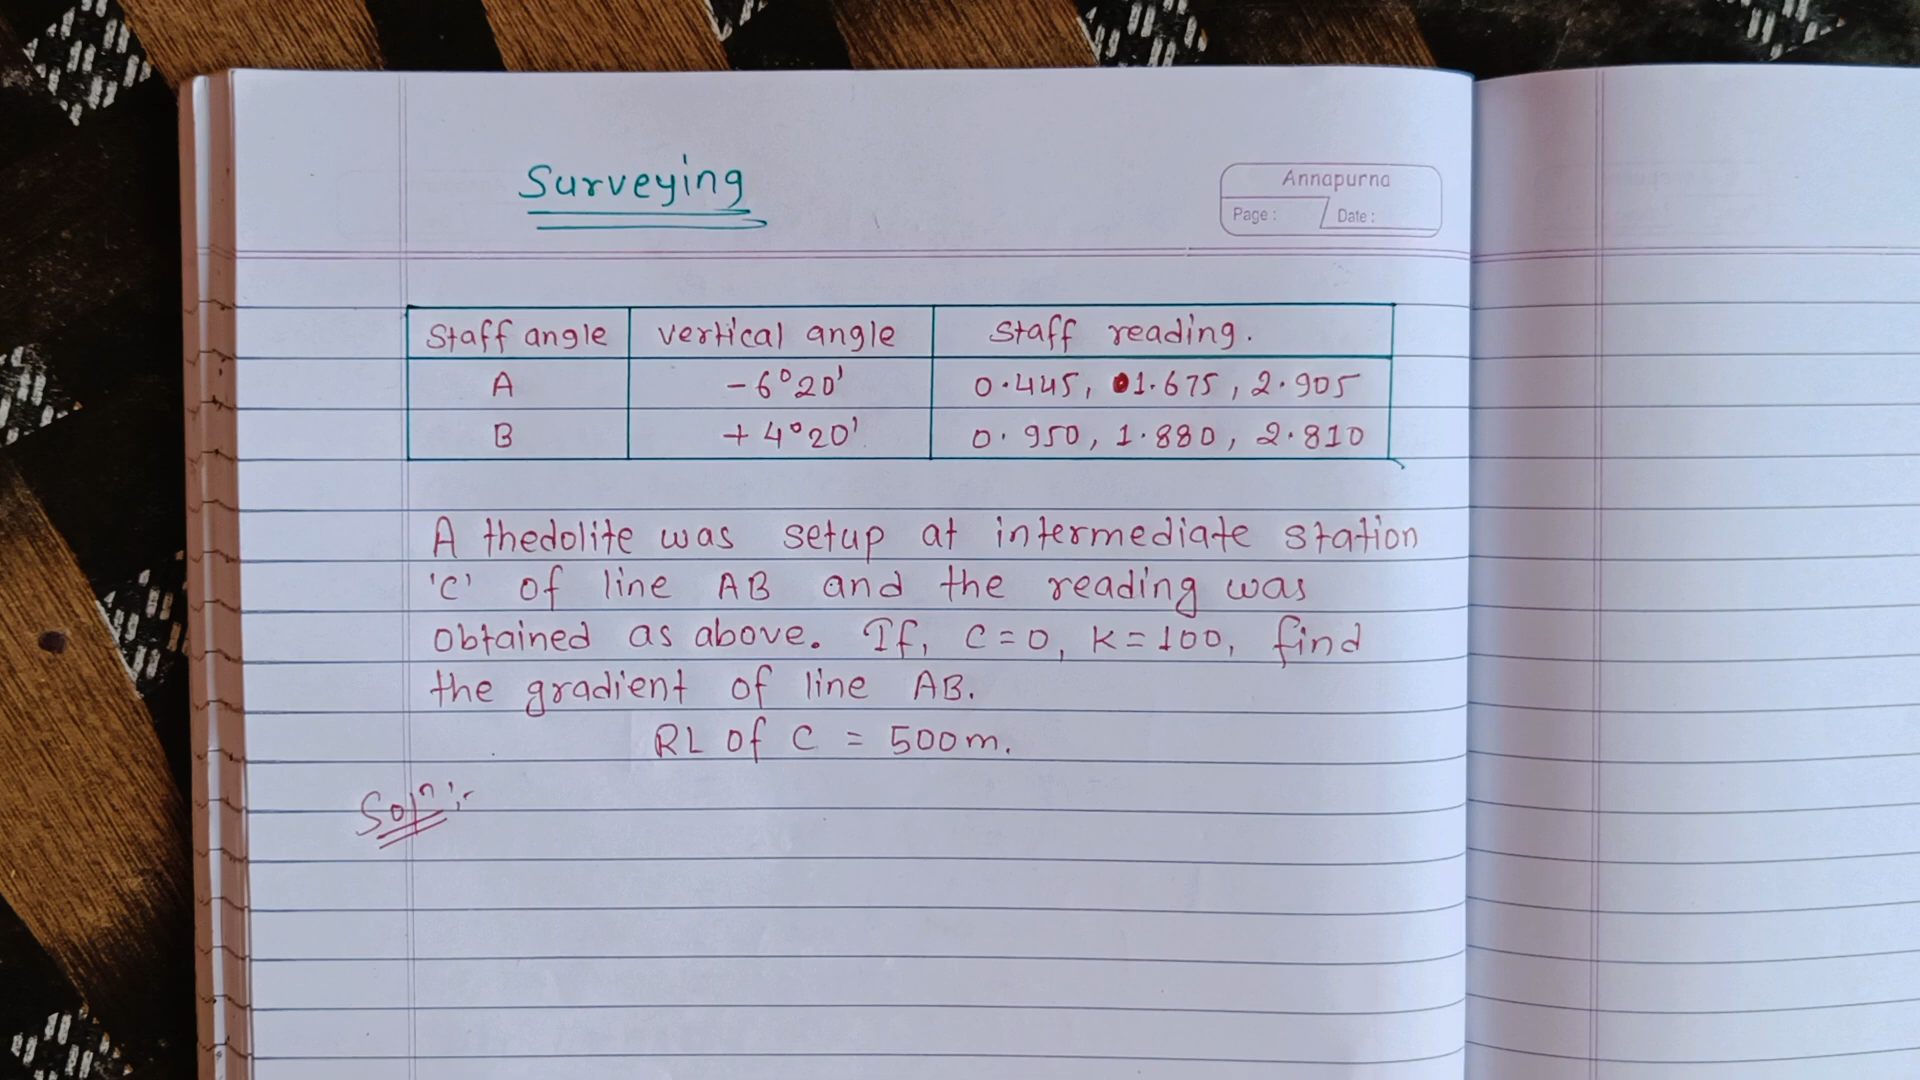 Surveying
Annapurna
Page : Date :
Staff angle vertical angle Staff reading.
A -6°20' 0.445, 1.675, 2.905
B +4°20' 0.950, 1.880, 2.810
A thedolite was setup at intermediate station
'C' of line AB and the reading was
obtained as above. If, C=0, K=100, find
the gradient of line AB.
RL of C = 500m.
Solⁿ:-